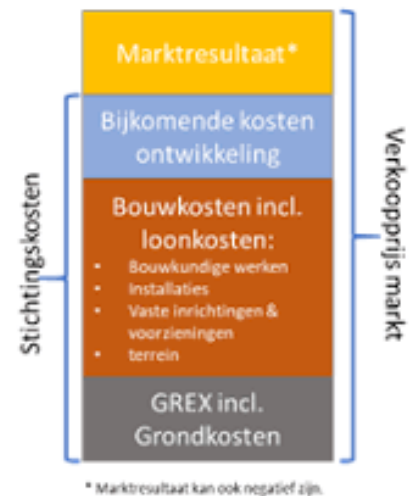 Marktresultaat*
Bijkomende kosten
ontwikkeling
Bouwkosten incl.
loonkosten:
• Bouwkundige werken
• Installaties
• Vaste inrichtingen &
voorzieningen
• terrein
GREX incl.
Grondkosten
Stichtingskosten
Verkoopprijs markt
* Marktresultaat kan ook negatief zijn.